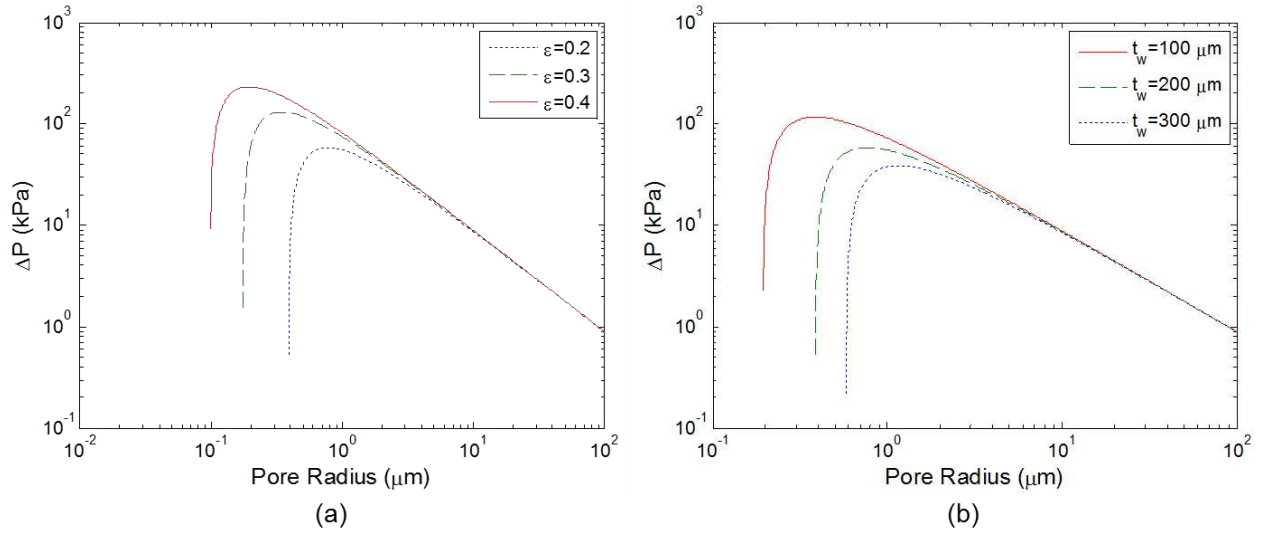 10³
10²
10¹
10⁰
10⁻¹
ΔP (kPa)
ε=0.2
ε=0.3
ε=0.4
10⁻² 10⁻¹ 10⁰ 10¹ 10²
Pore Radius (μm)
(a)
10³
10²
10¹
10⁰
10⁻¹
ΔP (kPa)
t_w=100 μm
t_w=200 μm
t_w=300 μm
10⁻¹ 10⁰ 10¹ 10²
Pore Radius (μm)
(b)